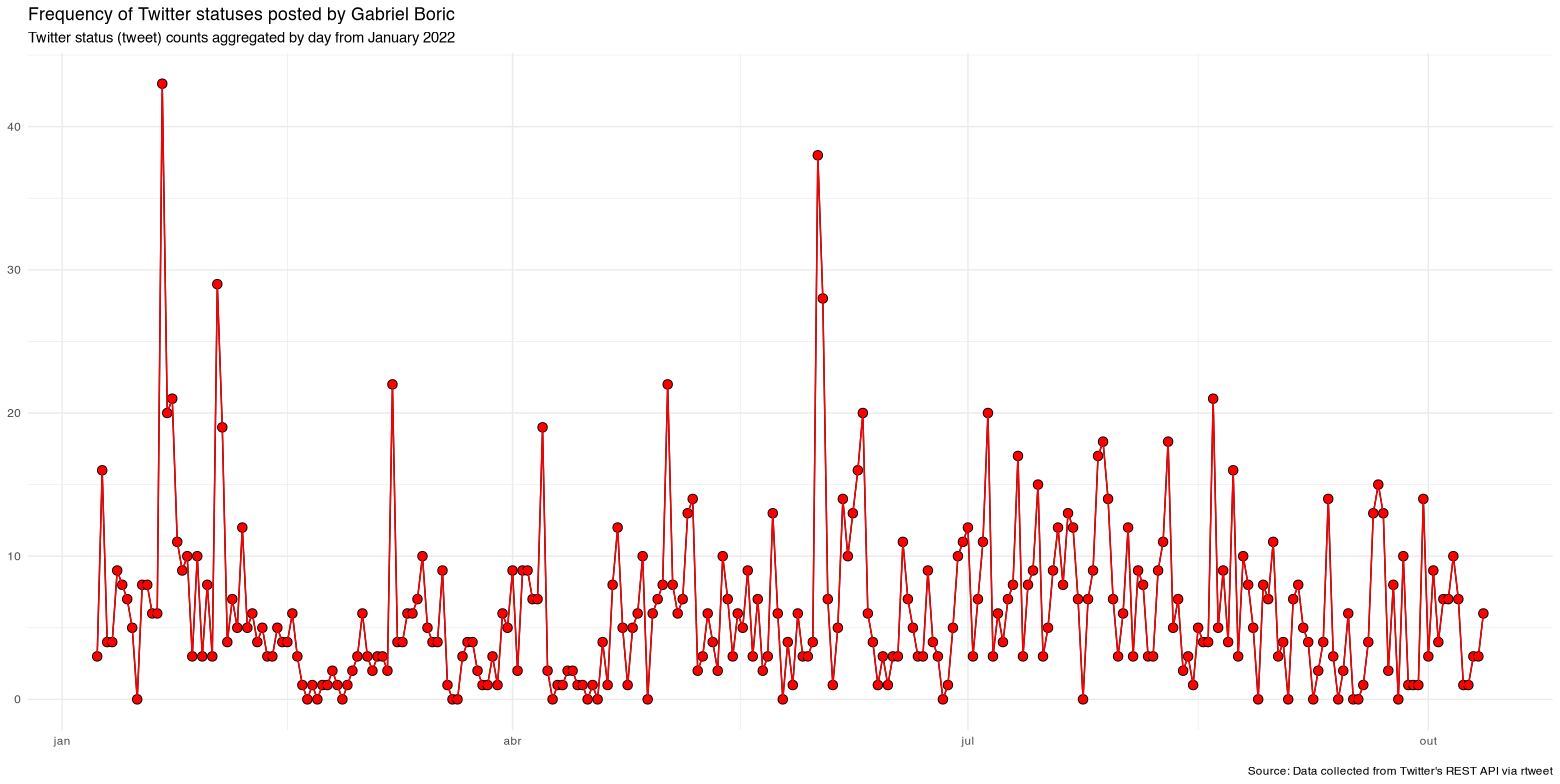 Frequency of Twitter statuses posted by Gabriel Boric
Twitter status (tweet) counts aggregated by day from January 2022
40
30
20
10
0
jan abr jul out
Source: Data collected from Twitter's REST API via rtweet